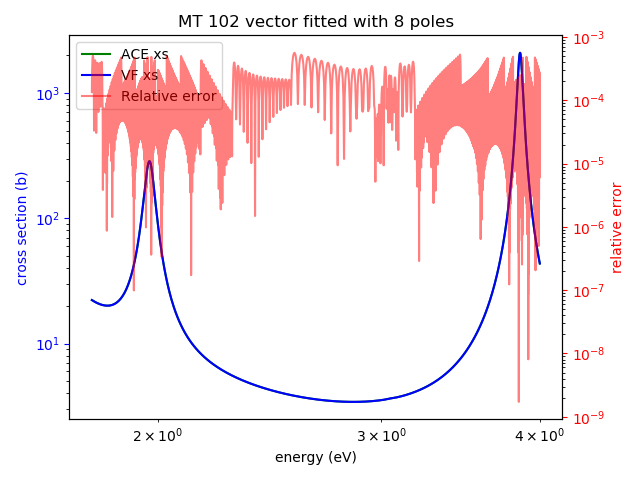 MT 102 vector fitted with 8 poles
ACE xs
VF xs
Relative error
10³
10²
10¹
cross section (b)
10⁻³
10⁻⁴
10⁻⁵
10⁻⁶
10⁻⁷
10⁻⁸
10⁻⁹
relative error
2 × 10⁰
3 × 10⁰
4 × 10⁰
energy (eV)